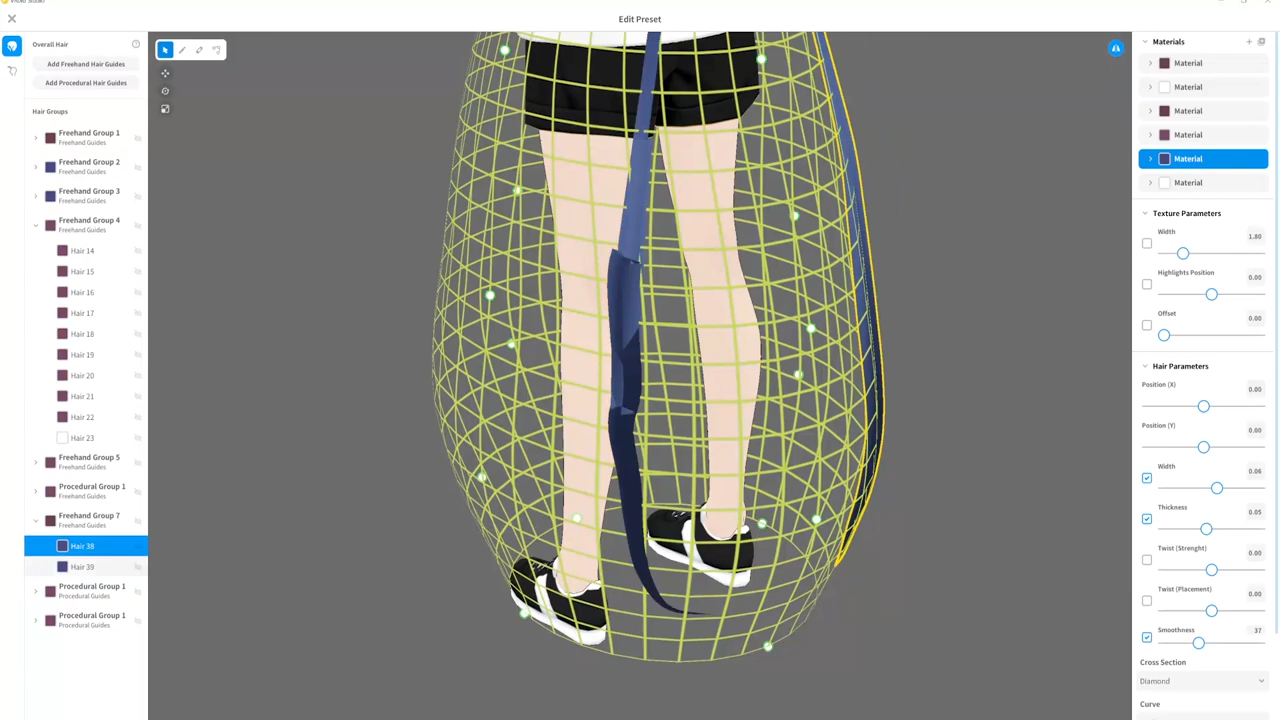 VRoid Studio
Edit Preset
Overall Hair
Add Freehand Hair Guides
Add Procedural Hair Guides
Hair Groups
Freehand Group 1
Freehand Guides
Freehand Group 2
Freehand Guides
Freehand Group 3
Freehand Guides
Freehand Group 4
Freehand Guides
Hair 14
Hair 15
Hair 16
Hair 17
Hair 18
Hair 19
Hair 20
Hair 21
Hair 22
Hair 23
Freehand Group 5
Freehand Guides
Procedural Group 1
Procedural Guides
Freehand Group 7
Freehand Guides
Hair 38
Hair 39
Procedural Group 1
Procedural Guides
Procedural Group 1
Procedural Guides
Materials
Material
Material
Material
Material
Material
Material
Texture Parameters
Width
1.80
Highlights Position
0.00
Offset
0.00
Hair Parameters
Position (X)
0.00
Position (Y)
0.00
Width
0.06
Thickness
0.05
Twist (Strenght)
0.00
Twist (Placement)
0.00
Smoothness
37
Cross Section
Diamond
Curve